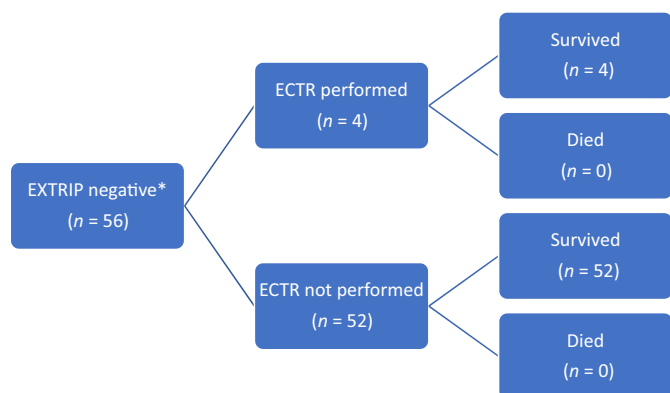 EXTRIP negative*
(n = 56)
ECTR performed
(n = 4)
Survived
(n = 4)
Died
(n = 0)
ECTR not performed
(n = 52)
Survived
(n = 52)
Died
(n = 0)